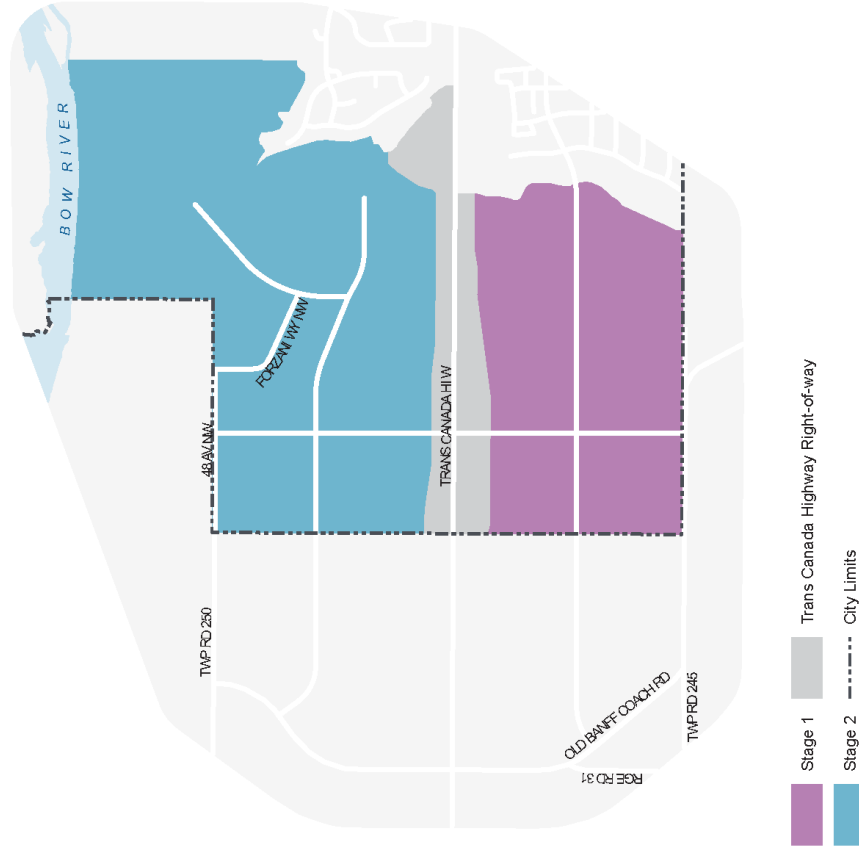 BOW RIVER
FORZANI WY NW
48 AV NW
TRANS CANADA HI W
TWP RD 250
OLD BANFF COACH RD
RGE RD 31
TWP RD 245
Stage 1
Trans Canada Highway Right-of-way
Stage 2
City Limits